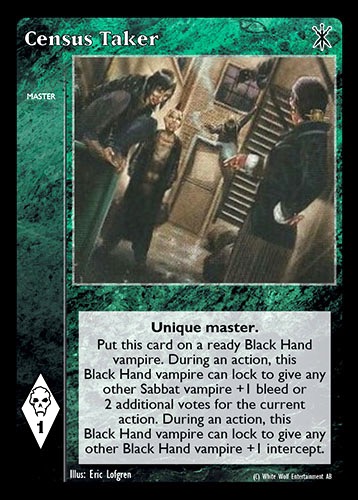 Census Taker
MASTER
Unique master.
Put this card on a ready Black Hand
vampire. During an action, this
Black Hand vampire can lock to give any
other Sabbat vampire +1 bleed or
2 additional votes for the current
action. During an action, this
Black Hand vampire can lock to give any
other Black Hand vampire +1 intercept.
1
Illus: Eric Lofgren
(C) White Wolf Entertainment AB